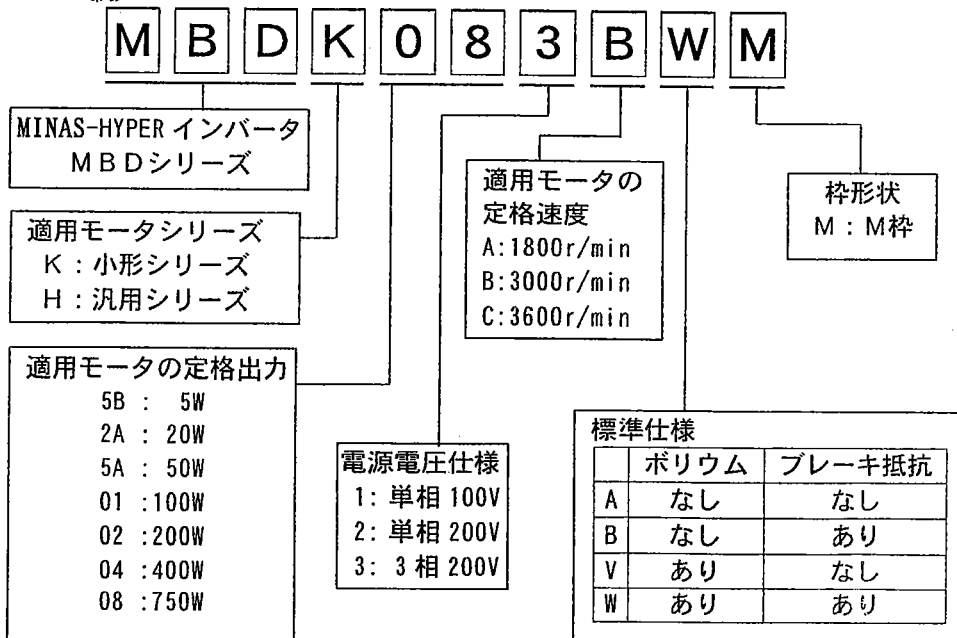 MBDK083BWM
MINAS-HYPER インバータ
MBDシリーズ
適用モータシリーズ
K：小形シリーズ
H：汎用シリーズ
適用モータの定格出力
5B : 5W
2A : 20W
5A : 50W
01 :100W
02 :200W
04 :400W
08 :750W
電源電圧仕様
1: 単相 100V
2: 単相 200V
3: 3相 200V
適用モータの
定格速度
A:1800r/min
B:3000r/min
C:3600r/min
枠形状
M：M枠
標準仕様
ボリウム ブレーキ抵抗
A なし なし
B なし あり
V あり なし
W あり あり